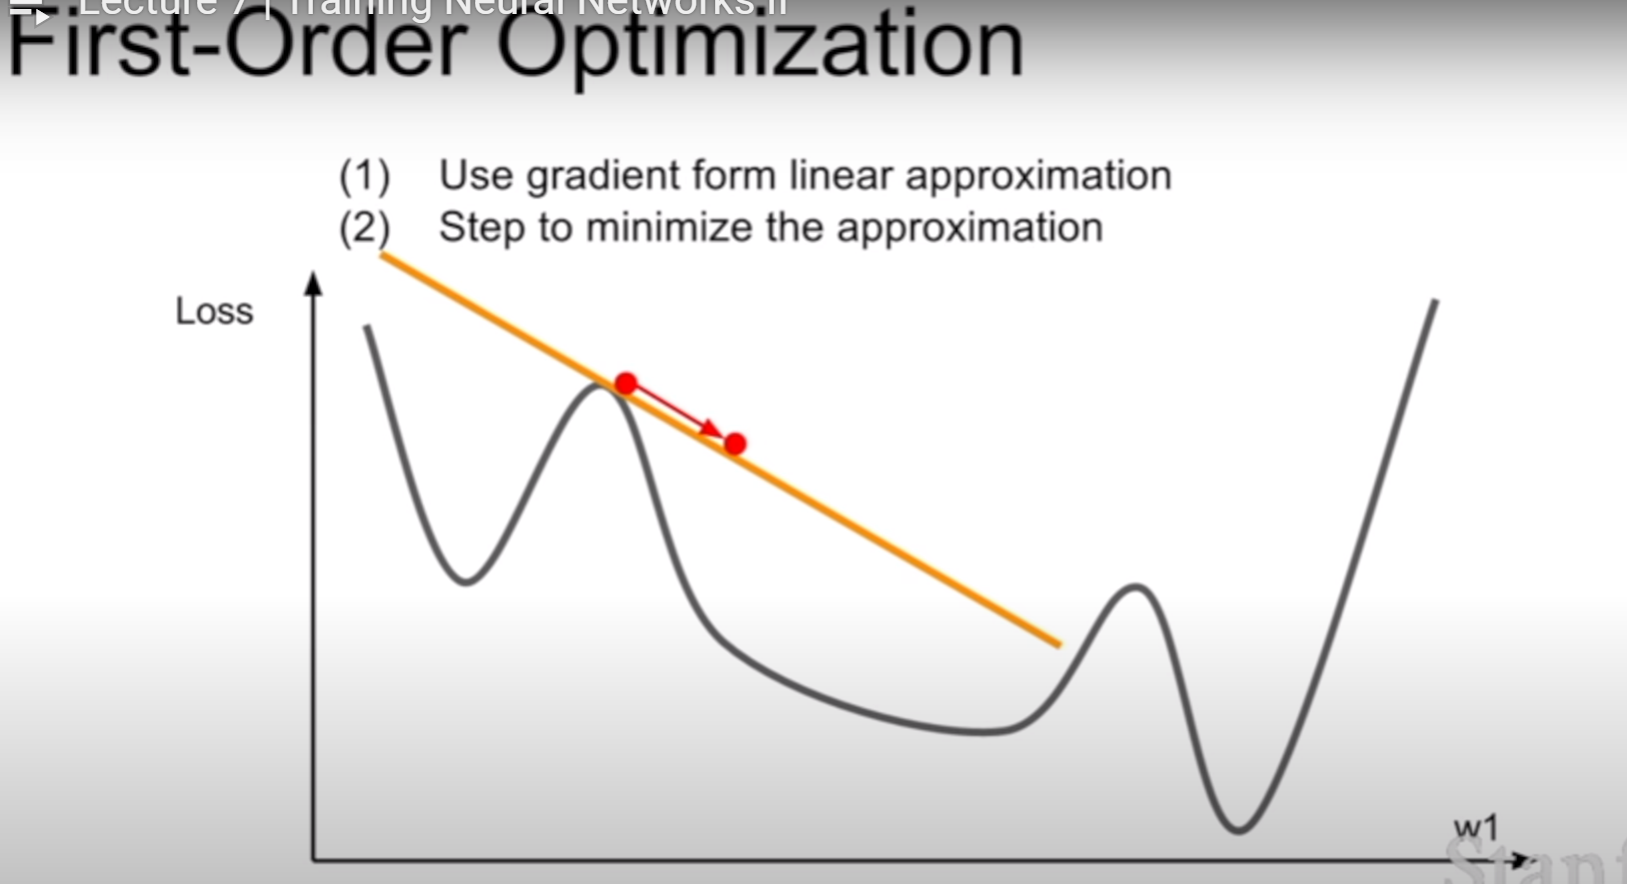 Lecture 7 | Training Neural Networks II
First-Order Optimization
(1) Use gradient form linear approximation
(2) Step to minimize the approximation
Loss
w1